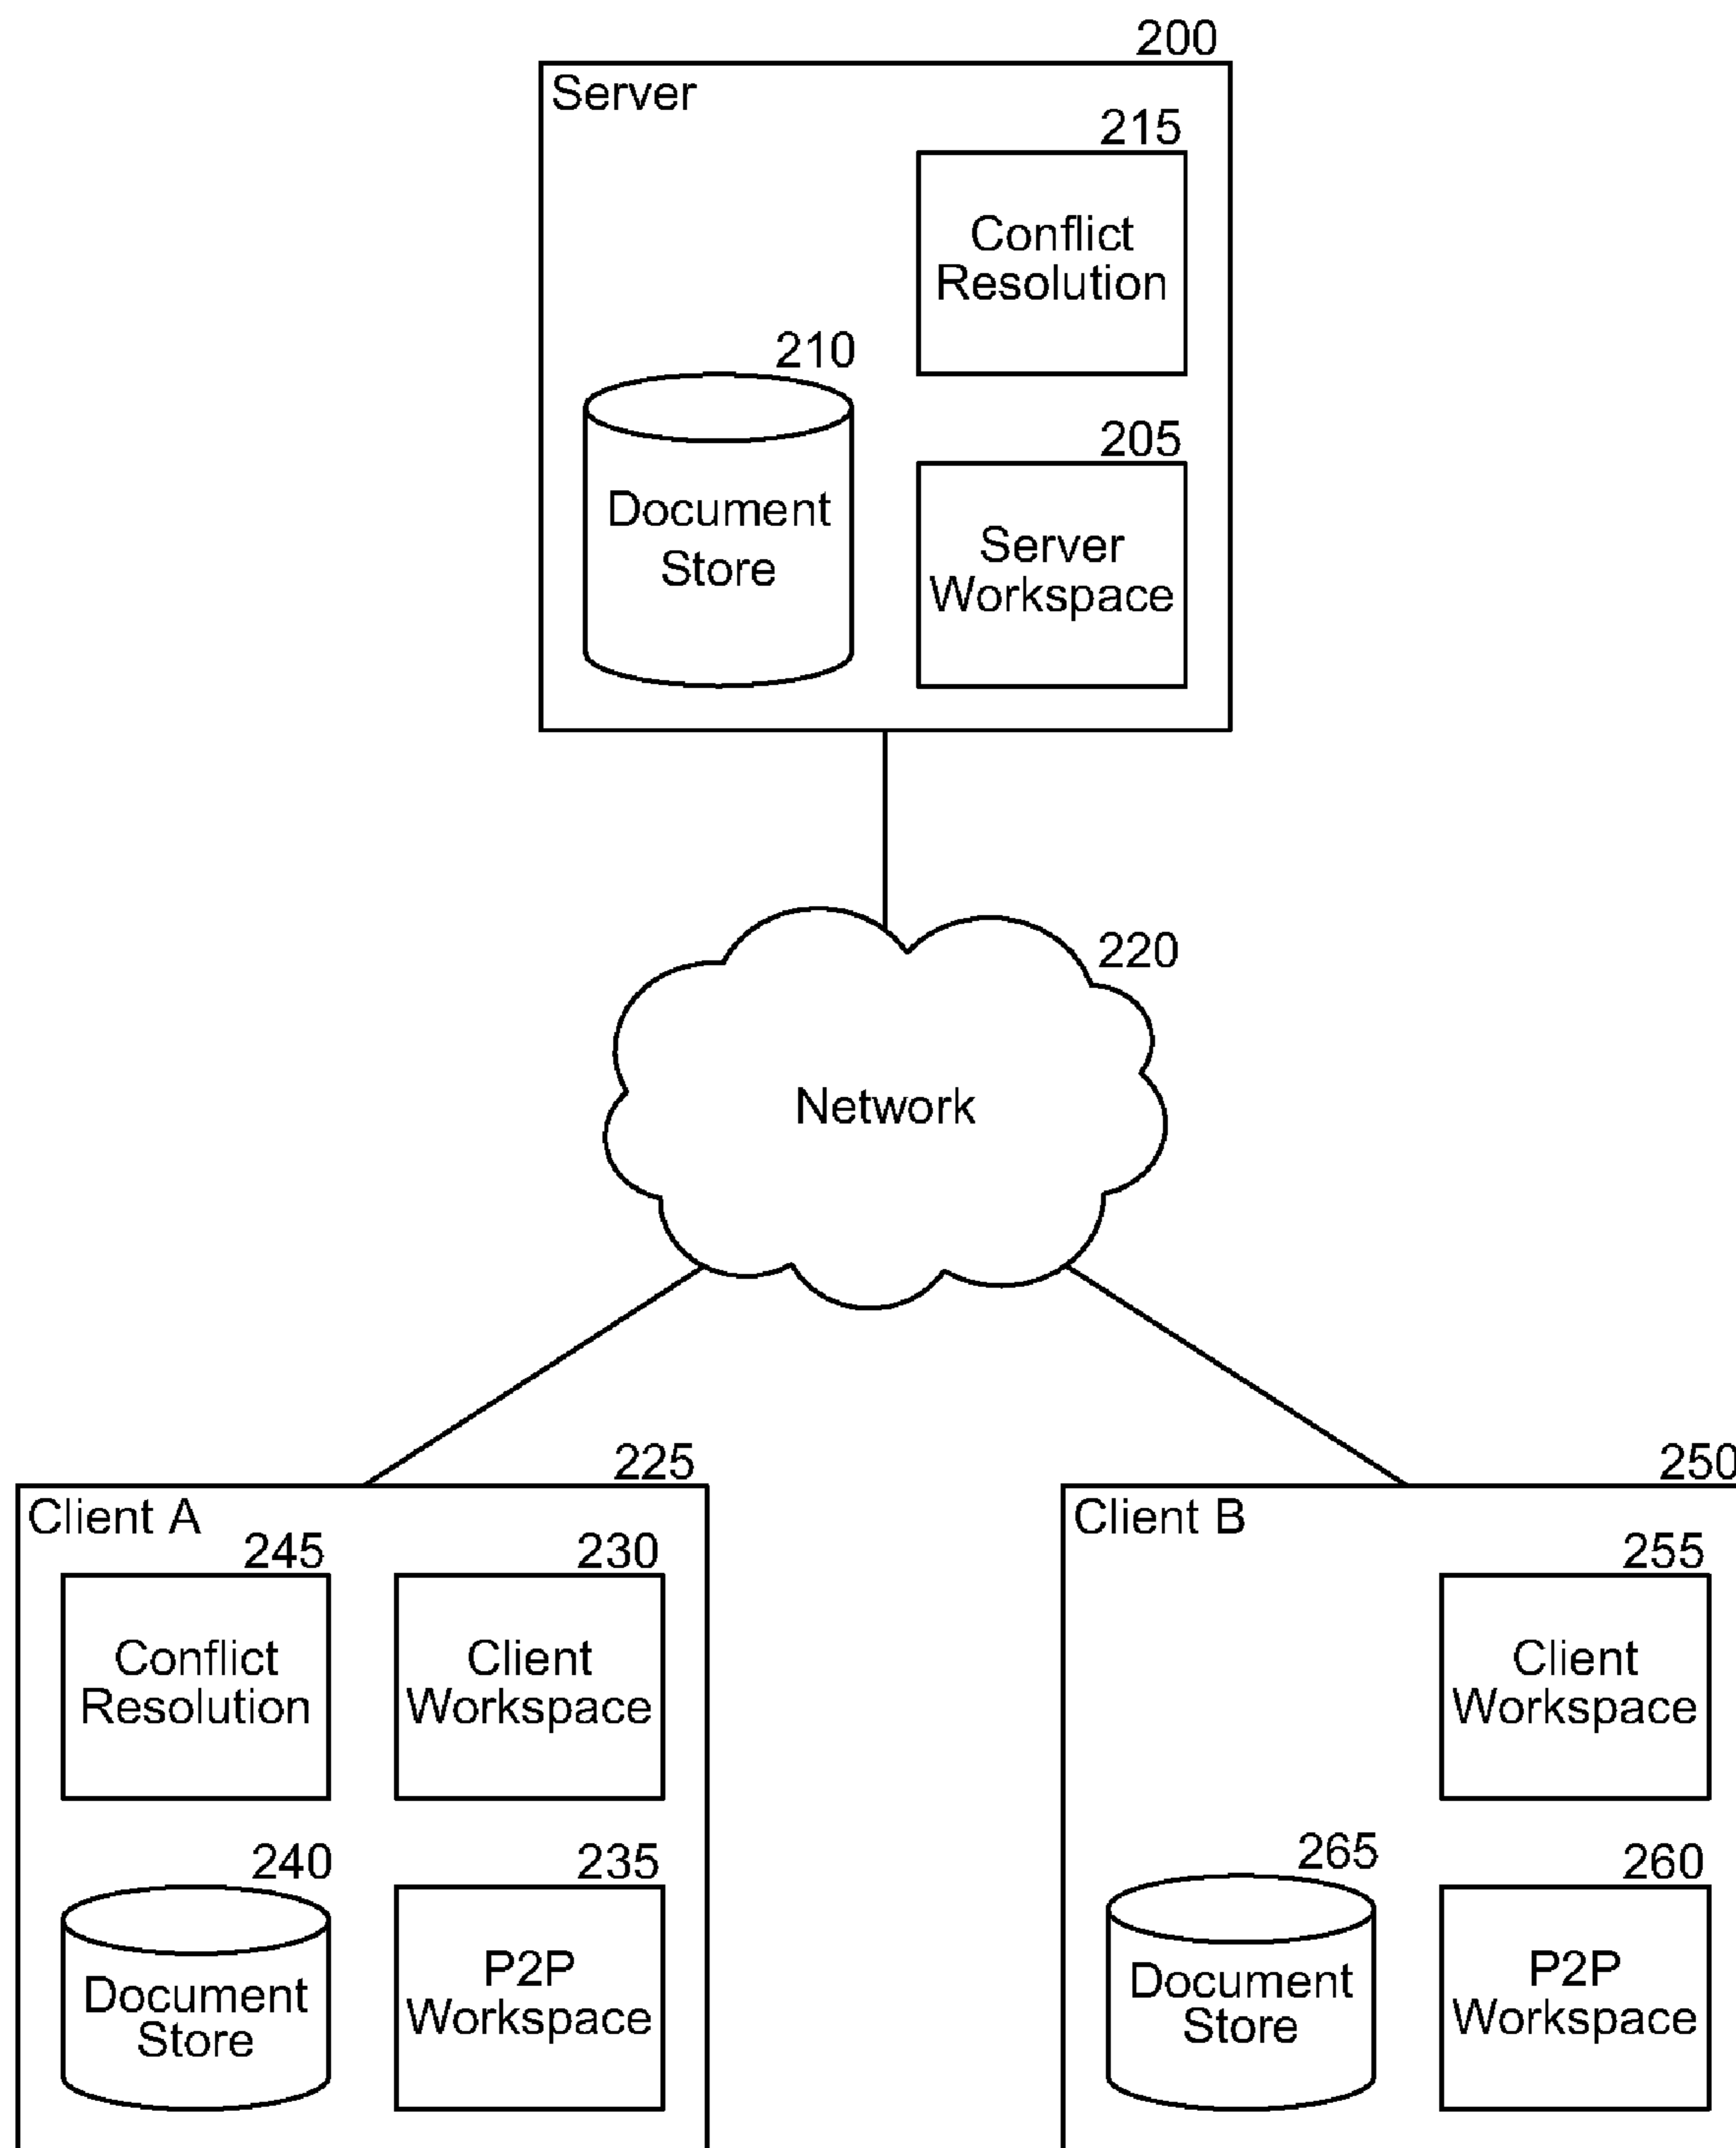 200
Server
215
Conflict
Resolution
210
Document
Store
205
Server
Workspace
220
Network
225
Client A
245
Conflict
Resolution
230
Client
Workspace
240
Document
Store
235
P2P
Workspace
250
Client B
255
Client
Workspace
265
Document
Store
260
P2P
Workspace